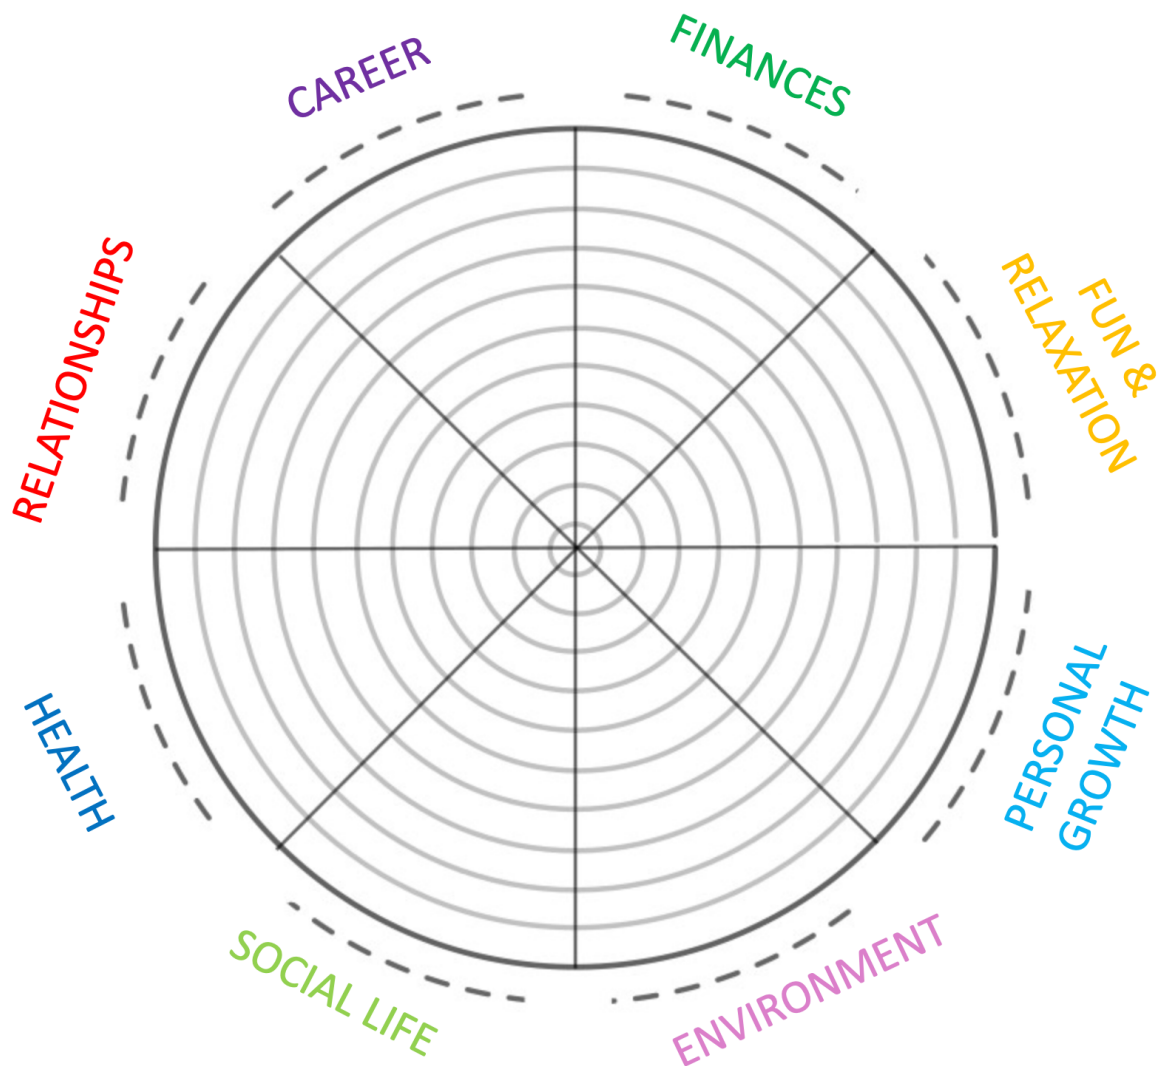 CAREER
FINANCES
FUN &
RELAXATION
PERSONAL
GROWTH
ENVIRONMENT
SOCIAL LIFE
HEALTH
RELATIONSHIPS